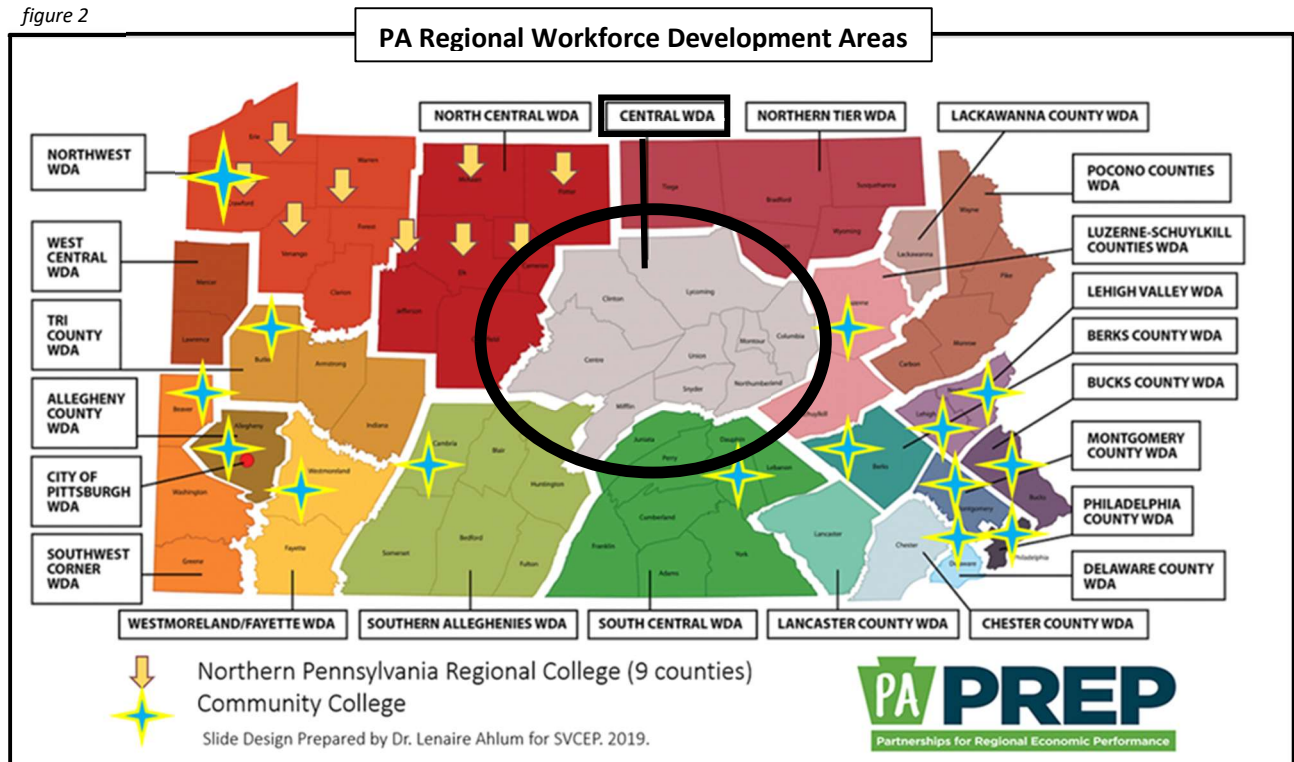 figure 2
PA Regional Workforce Development Areas
NORTH CENTRAL WDA
CENTRAL WDA
NORTHERN TIER WDA
LACKAWANNA COUNTY WDA
NORTHWEST
WDA
WEST
CENTRAL
WDA
TRI
COUNTY
WDA
ALLEGHENY
COUNTY
WDA
CITY OF
PITTSBURGH
WDA
SOUTHWEST
CORNER
WDA
POCONO COUNTIES
WDA
LUZERNE-SCHUYLKILL
COUNTIES WDA
LEHIGH VALLEY WDA
BERKS COUNTY WDA
BUCKS COUNTY WDA
MONTGOMERY
COUNTY WDA
PHILADELPHIA
COUNTY WDA
DELAWARE COUNTY
WDA
Erie
Warren
Crawford
Forest
Venango
Clarion
Mercer
Lawrence
McKean
Potter
Elk
Cameron
Jefferson
Tioga
Bradford
Susquehanna
Wyoming
Wayne
Lackawanna
Pike
Monroe
Carbon
Clinton
Lycoming
Columbia
Montour
Centre
Union
Snyder
Northumberland
Mifflin
Butler
Armstrong
Indiana
Beaver
Allegheny
Washington
Greene
Westmoreland
Fayette
Cambria
Blair
Huntington
Somerset
Bedford
Fulton
Juniata
Perry
Dauphin
Lebanon
Cumberland
Franklin
Adams
York
Lehigh
Berks
Lancaster
Chester
Bucks
Delaware
Philadelphia
WESTMORELAND/FAYETTE WDA
SOUTHERN ALLEGHENIES WDA
SOUTH CENTRAL WDA
LANCASTER COUNTY WDA
CHESTER COUNTY WDA
Northern Pennsylvania Regional College (9 counties)
Community College
Slide Design Prepared by Dr. Lenaire Ahlum for SVCEP. 2019.
PA PREP
Partnerships for Regional Economic Performance